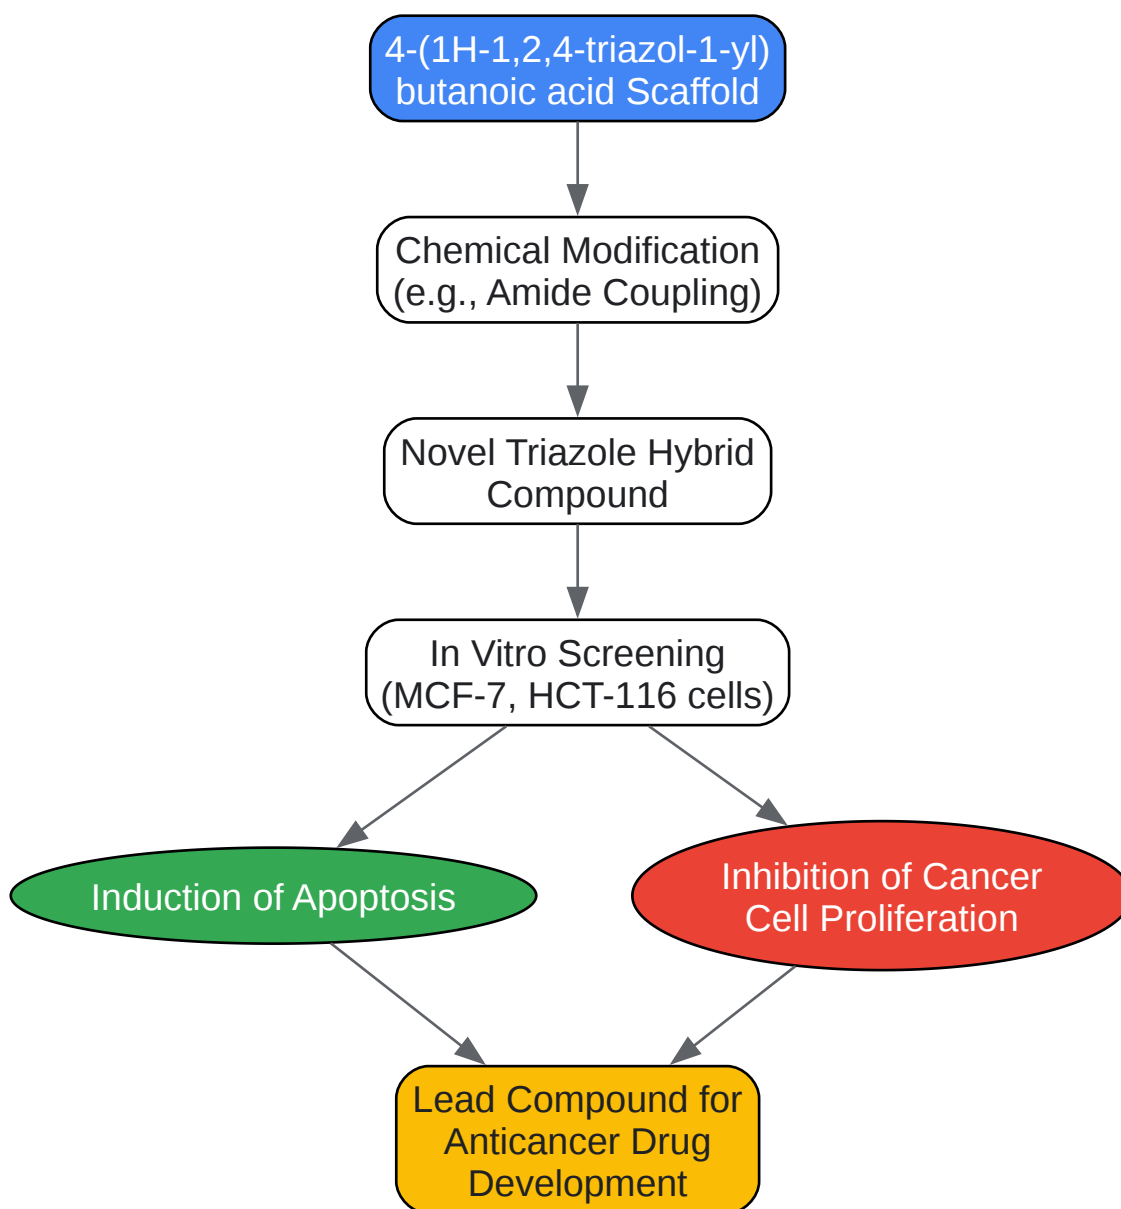 4-(1H-1,2,4-triazol-1-yl)
butanoic acid Scaffold
Chemical Modification
(e.g., Amide Coupling)
Novel Triazole Hybrid
Compound
In Vitro Screening
(MCF-7, HCT-116 cells)
Induction of Apoptosis
Inhibition of Cancer
Cell Proliferation
Lead Compound for
Anticancer Drug
Development